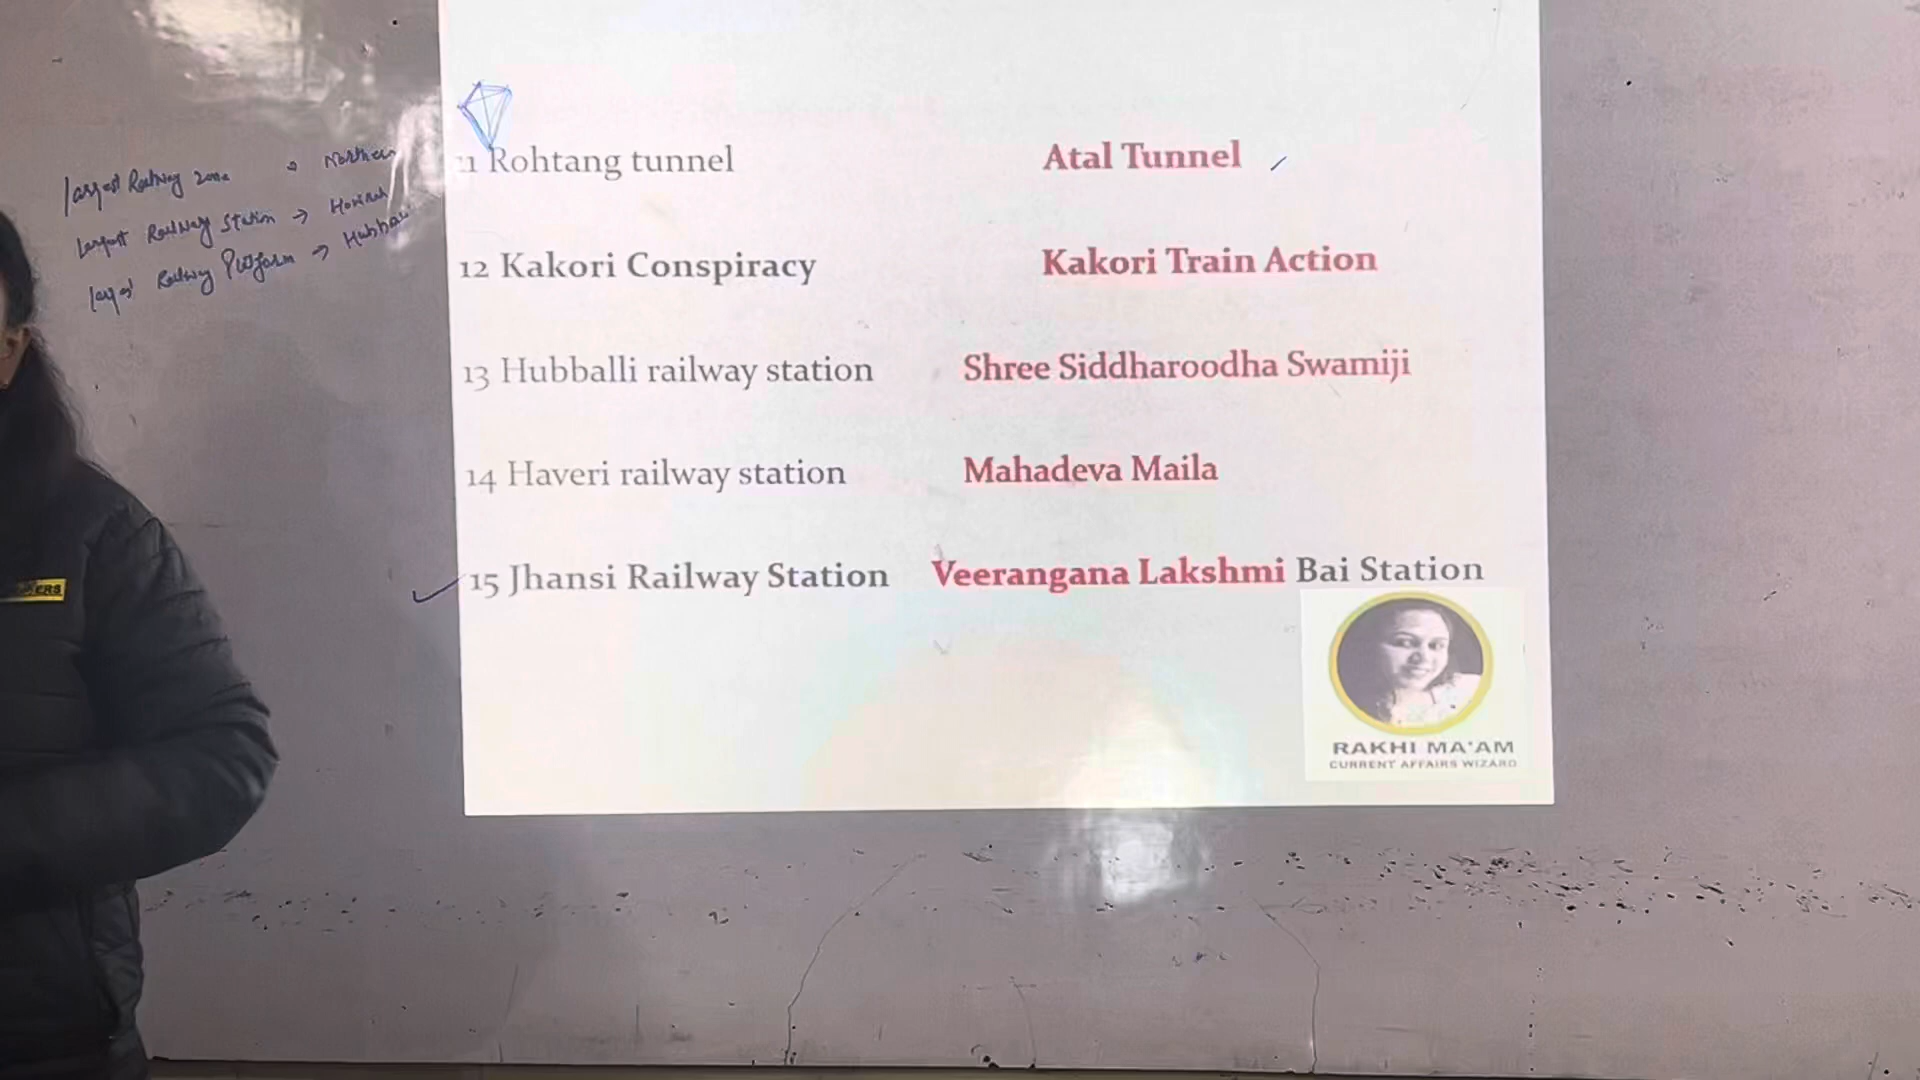 largest Railway zone → Northern
largest Railway Station → Howrah
largest Railway Platform → Hubbali
11 Rohtang tunnel Atal Tunnel
12 Kakori Conspiracy Kakori Train Action
13 Hubballi railway station Shree Siddharoodha Swamiji
14 Haveri railway station Mahadeva Maila
15 Jhansi Railway Station Veerangana Lakshmi Bai Station
RAKHI MA'AM
CURRENT AFFAIRS WIZARD